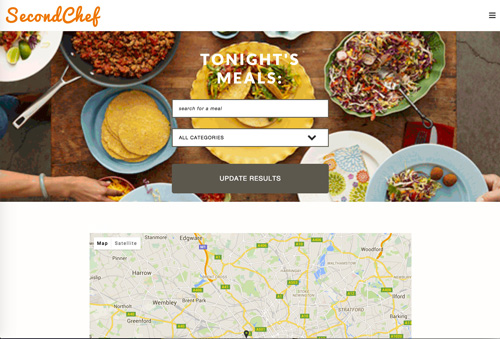 SecondChef
TONIGHT'S
MEALS:
search for a meal
ALL CATEGORIES
UPDATE RESULTS
Map Satellite
Stanmore
Edgware
Woodford
Pinner
Harrow
Wembley
Brent Park
Northolt
Greenford
STRATFORD
Ilford
Barking